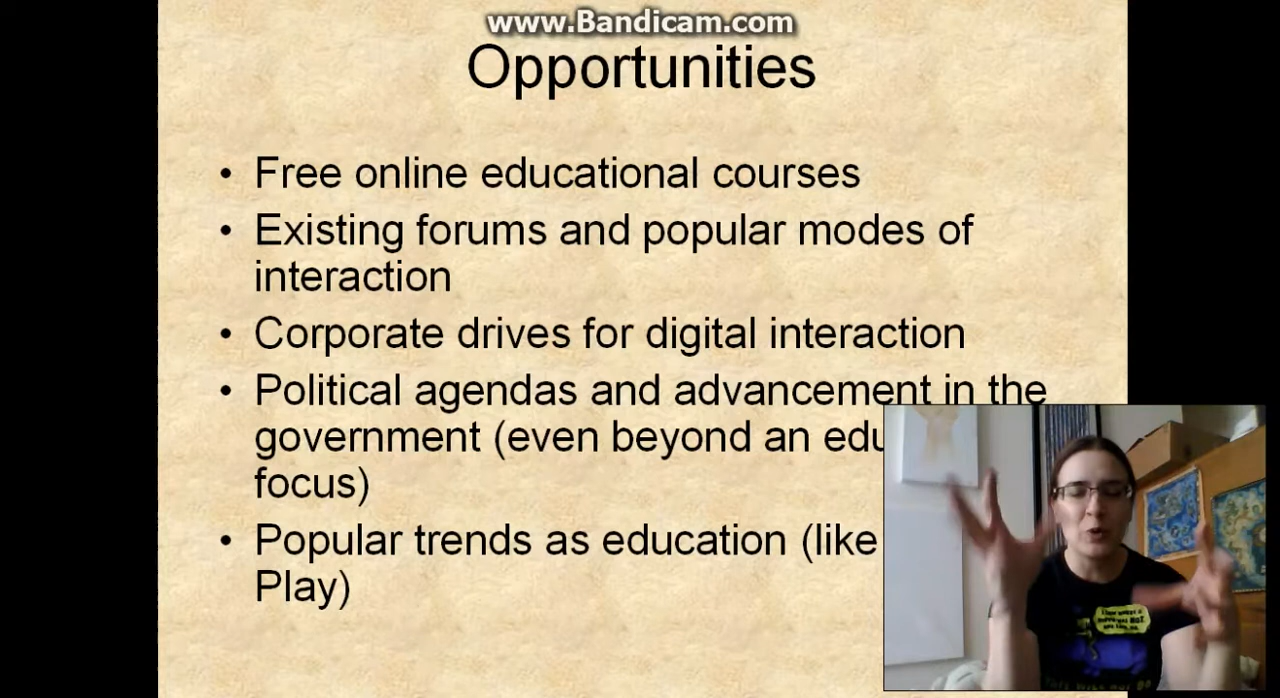 www.Bandicam.com
Opportunities
• Free online educational courses
• Existing forums and popular modes of
interaction
• Corporate drives for digital interaction
• Political agendas and advancement in the
government (even beyond an edu
focus)
• Popular trends as education (like
Play)